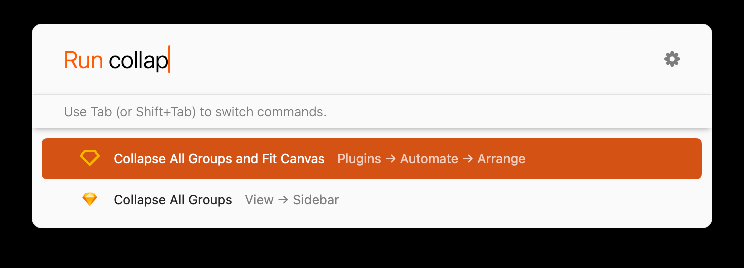 Run collap
Use Tab (or Shift+Tab) to switch commands.
Collapse All Groups and Fit Canvas Plugins → Automate → Arrange
Collapse All Groups View → Sidebar